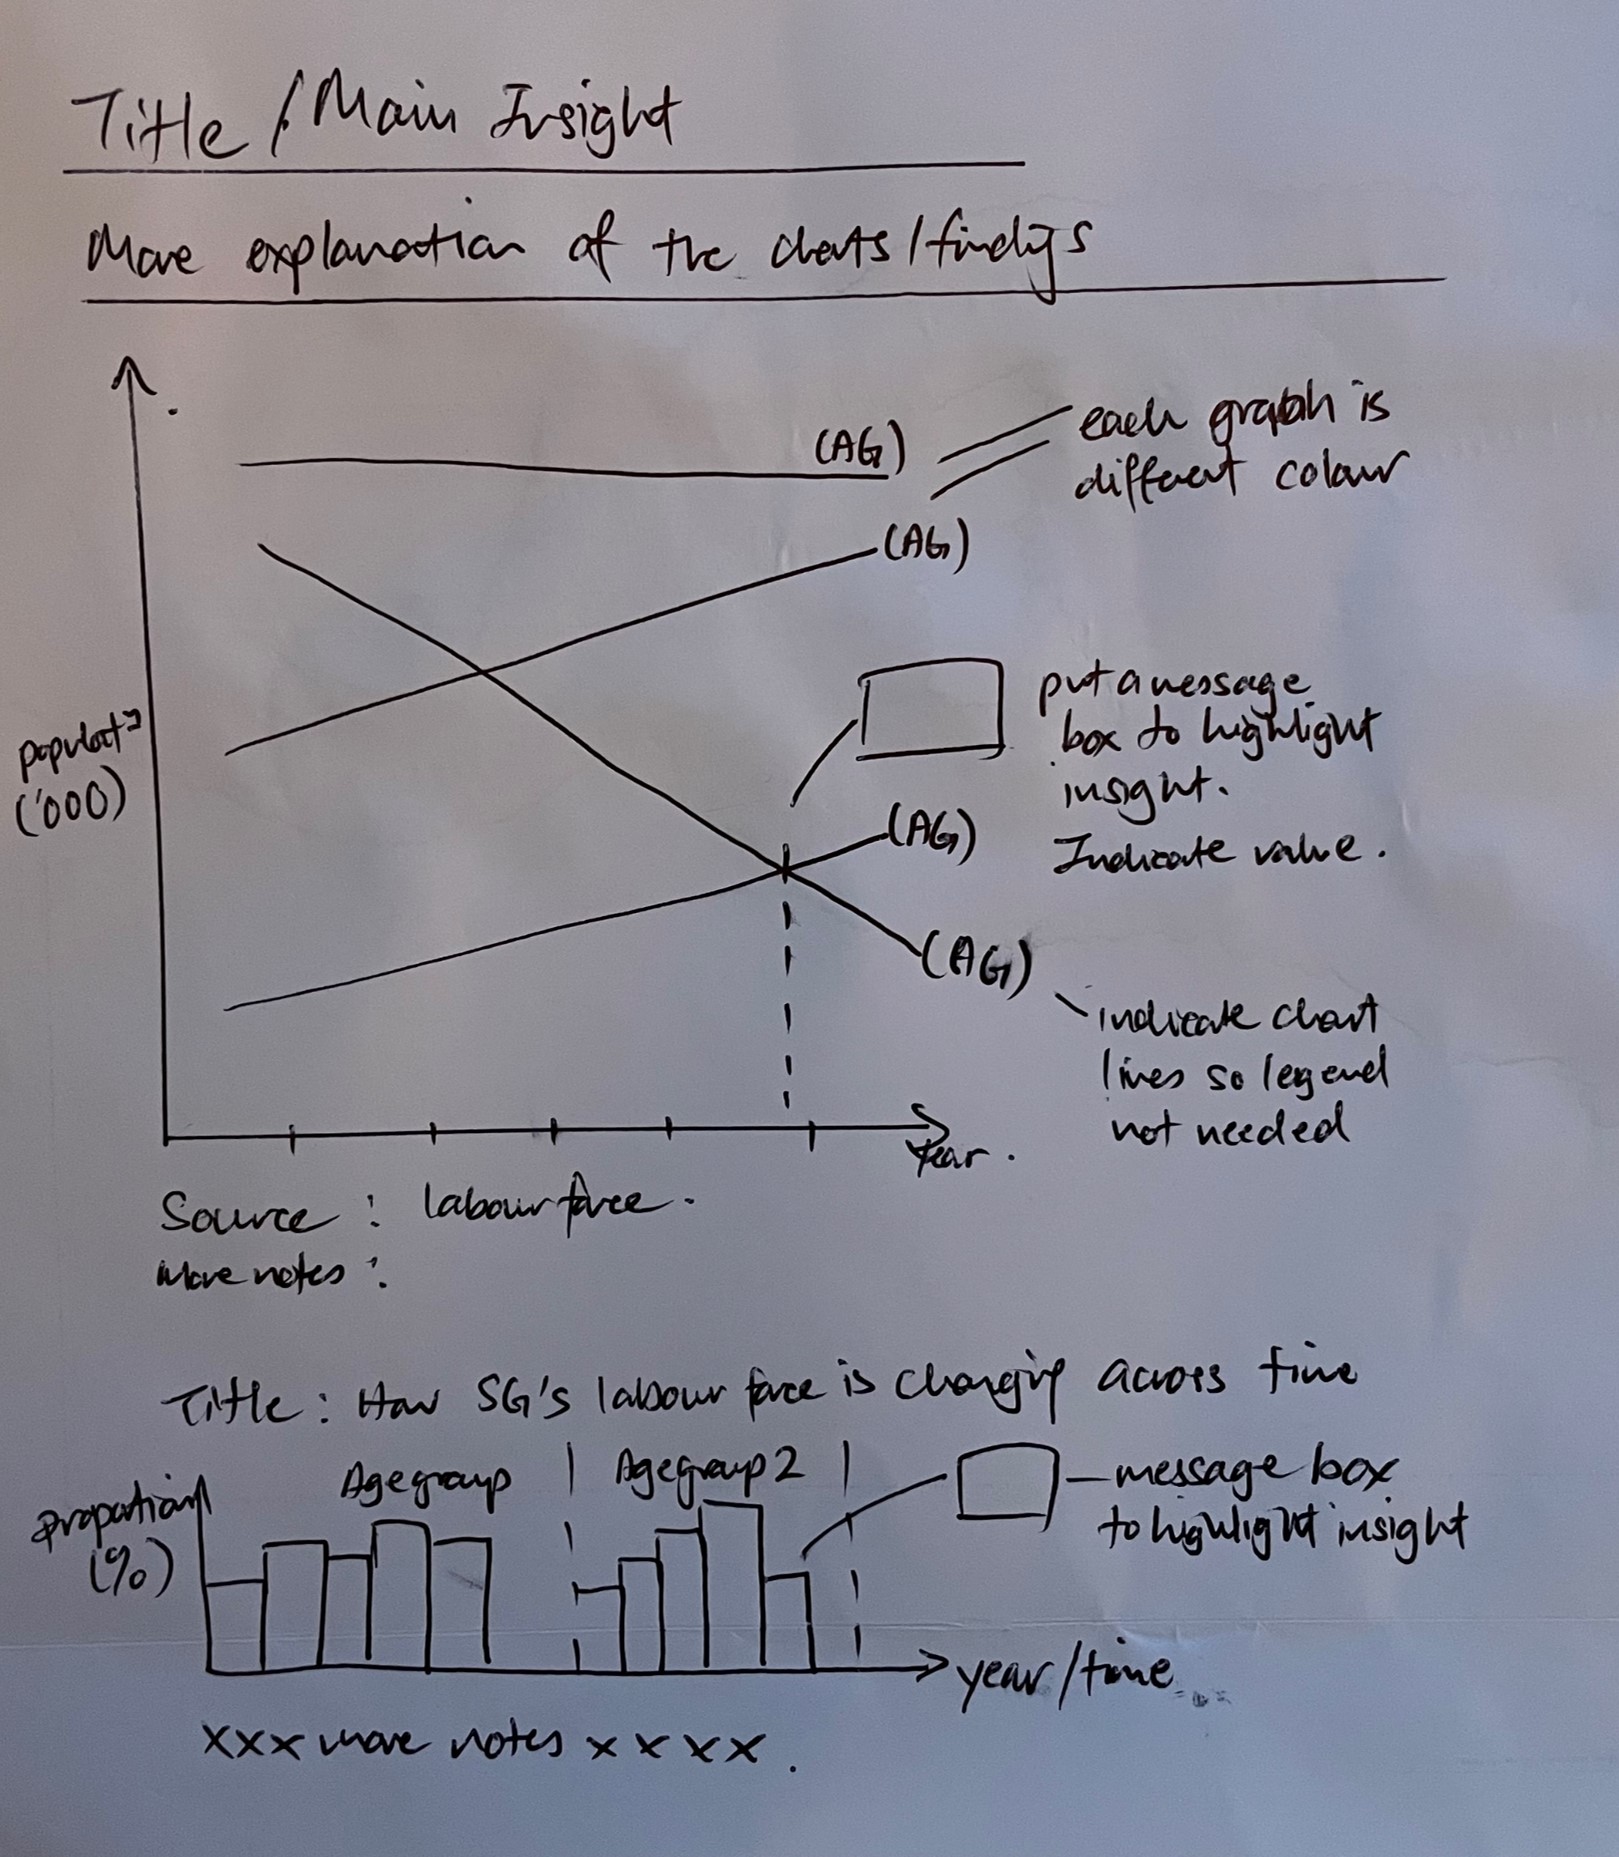 Title / Main Insight
More explanation of the charts/findigs
(AG)
each graph is
different colour
(AG)
put a message
box to highlight
insight.
Indicate value.
('000)
(AG)
(AG)
indicate chart
lines so legend
not needed
Year.
Source : labour force.
More notes :
Title : How SG's labour force is changing across time
Agegroup
Agegroup 2
proportion
(%)
message box
to highlight insight
year/time
xxx more notes xxxx.